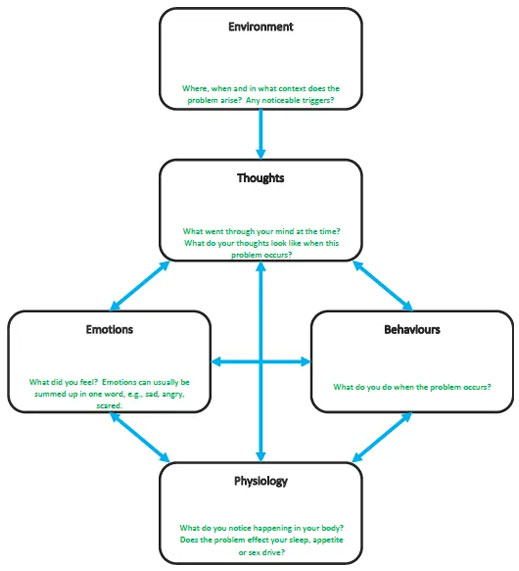 Environment
Where, when and in what context does the
problem arise? Any noticeable triggers?
Thoughts
What went through your mind at the time?
What do your thoughts look like when this
problem occurs?
Emotions
What did you feel? Emotions can usually be
summed up in one word, e.g., sad, angry,
scared.
Behaviours
What do you do when the problem occurs?
Physiology
What do you notice happening in your body?
Does the problem effect your sleep, appetite
or sex drive?